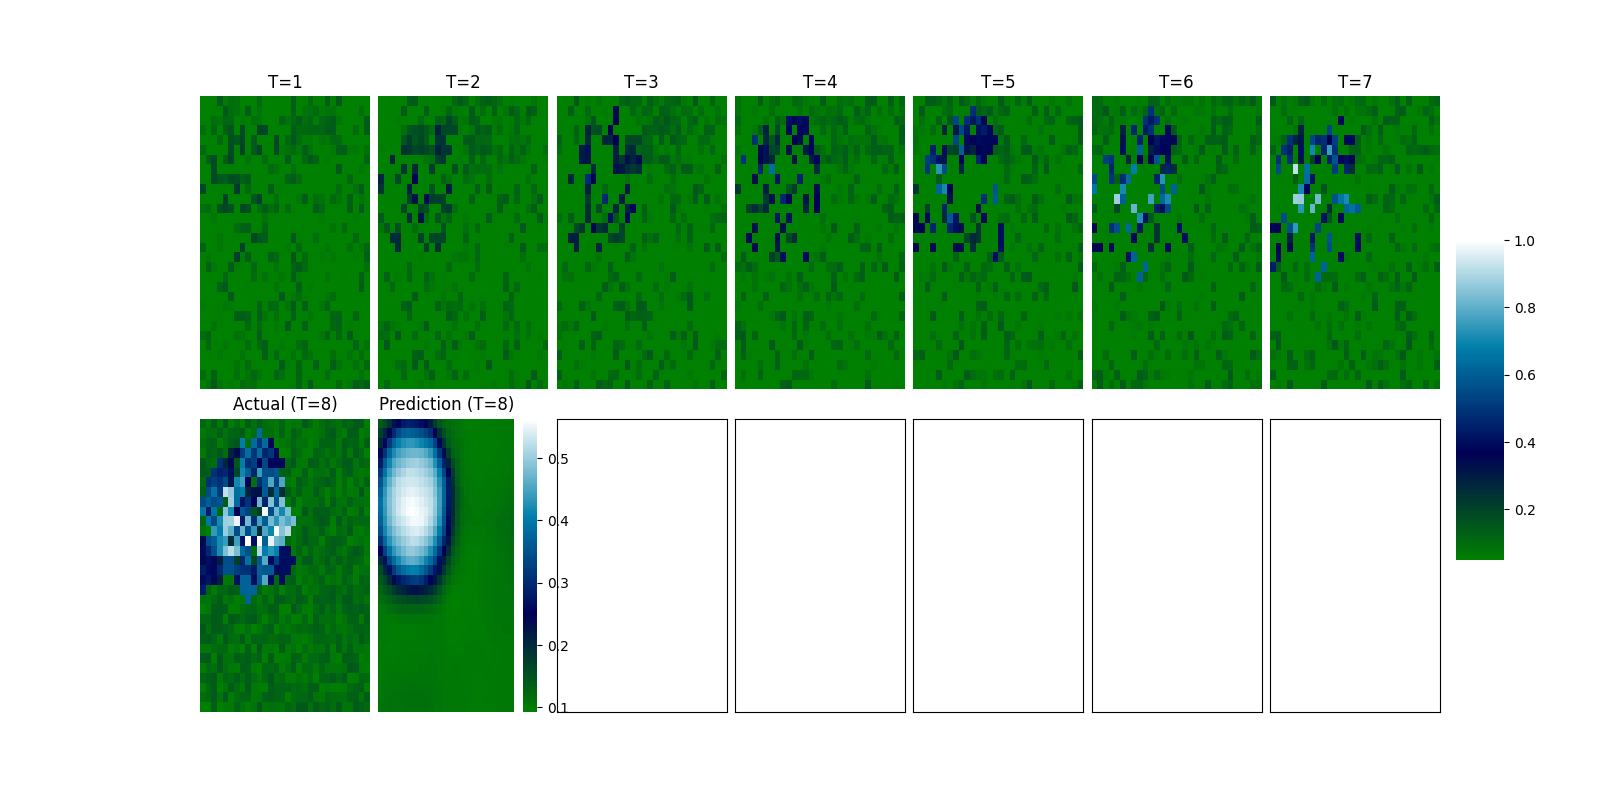 T=1
T=2
T=3
T=4
T=5
T=6
T=7
1.0
0.8
0.6
0.4
0.2
Actual (T=8)
Prediction (T=8)
0.5
0.4
0.3
0.2
0.1